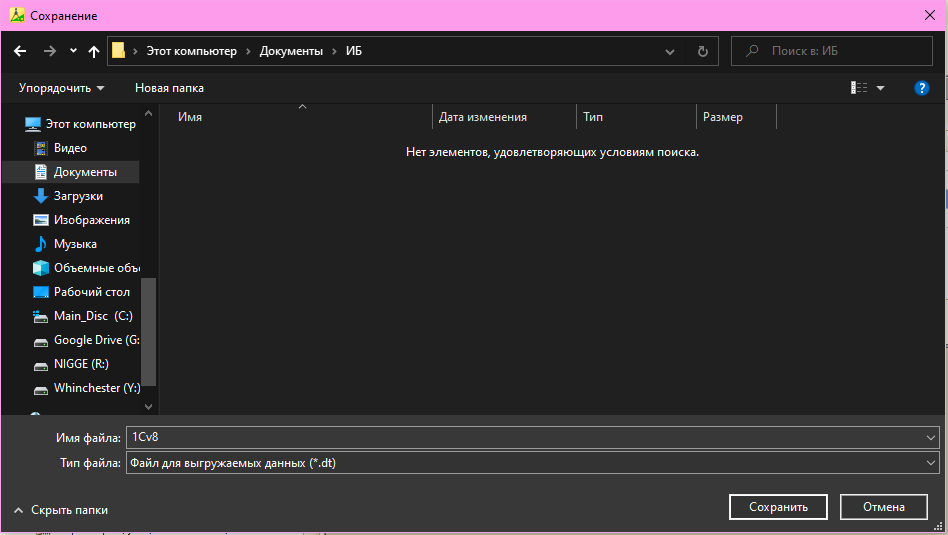 Сохранение
Этот компьютер > Документы > ИБ
Поиск в: ИБ
Упорядочить
Новая папка
?
Имя
Дата изменения
Тип
Размер
Нет элементов, удовлетворяющих условиям поиска.
Этот компьютер
Видео
Документы
Загрузки
Изображения
Музыка
Объемные объ
Рабочий стол
Main_Disc (C:)
Google Drive (G:
NIGGE (R:)
Whinchester (Y:)
Имя файла: 1Cv8
Тип файла: Файл для выгружаемых данных (*.dt)
Скрыть папки
Сохранить
Отмена